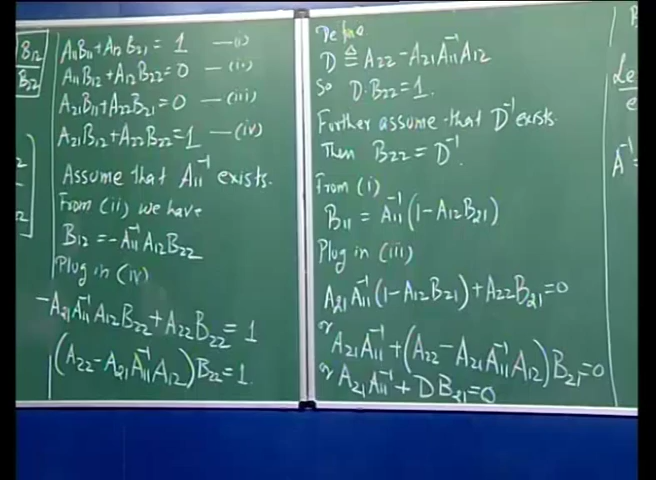 B12
B22
A11B11+A12B21 = 1 —(i)
A11B12+A12B22=0 —(ii)
A21B11+A22B21=0 —(iii)
A21B12+A22B22=1 —(iv)
Assume that A11⁻¹ exists.
From (ii) we have
B12 = -A11⁻¹A12B22
Plug in (iv)
-A21A11⁻¹A12B22+A22B22=1
(A22-A21A11⁻¹A12)B22=1.
Define
D ≜ A22-A21A11⁻¹A12
So D.B22=1.
Further assume that D⁻¹ exists.
Then B22=D⁻¹.
From (i)
B11 = A11⁻¹(1-A12B21)
Plug in (iii)
A21A11⁻¹(1-A12B21)+A22B21=0
or
A21A11⁻¹+(A22-A21A11⁻¹A12)B21=0
or A21A11⁻¹+DB21=0
Le
A⁻¹=